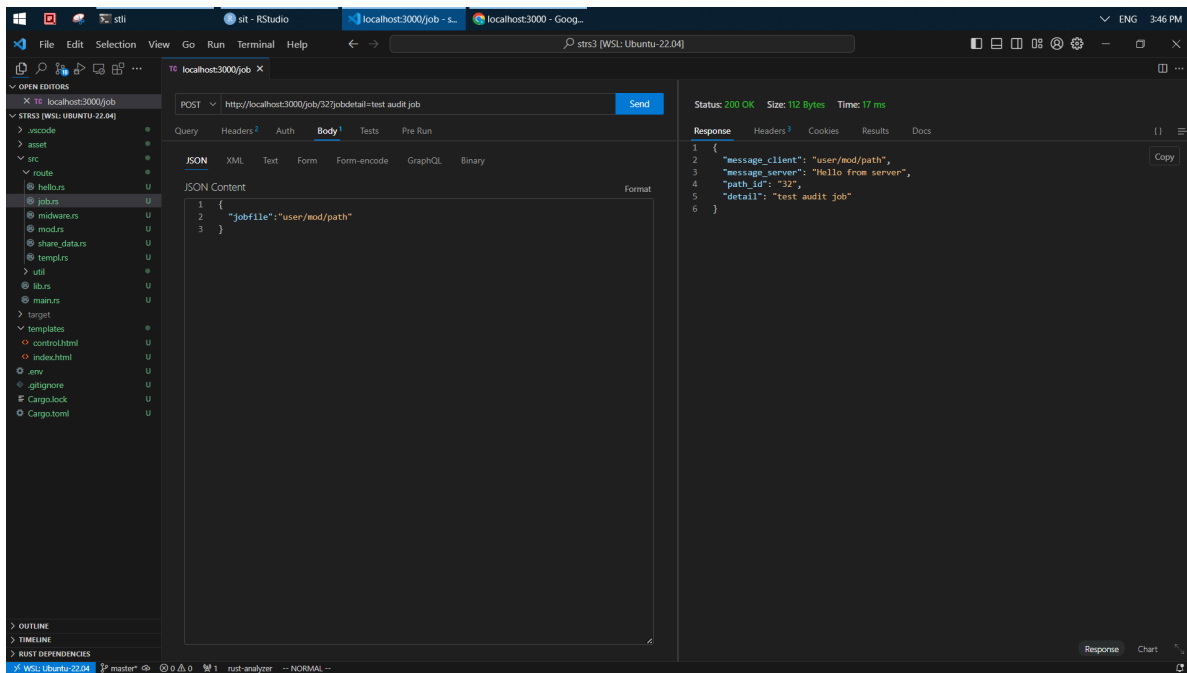 stli
sit - RStudio
localhost:3000/job - s...
localhost:3000 - Goog...
ENG
3:46 PM
File Edit Selection View Go Run Terminal Help
strs3 [WSL: Ubuntu-22.04]
TC localhost:3000/job
OPEN EDITORS
TC localhost:3000/job
STRS3 [WSL: UBUNTU-22.04]
.vscode
asset
src
route
hello.rs U
job.rs U
midware.rs U
mod.rs U
share_data.rs U
templ.rs U
util
lib.rs U
main.rs U
target
templates
control.html U
index.html U
.env U
.gitignore U
Cargo.lock U
Cargo.toml U
OUTLINE
TIMELINE
RUST DEPENDENCIES
POST http://localhost:3000/job/32?jobdetail=test audit job Send
Query Headers 2 Auth Body 1 Tests Pre Run
JSON XML Text Form Form-encode GraphQL Binary
JSON Content Format
1 {
2 "jobfile":"user/mod/path"
3 }
Status: 200 OK Size: 112 Bytes Time: 17 ms
Response Headers 3 Cookies Results Docs {}
Copy
1 {
2 "message_client": "user/mod/path",
3 "message_server": "Hello from server",
4 "path_id": "32",
5 "detail": "test audit job"
6 }
Response Chart
WSL: Ubuntu-22.04 master* 0 0 1 rust-analyzer -- NORMAL --